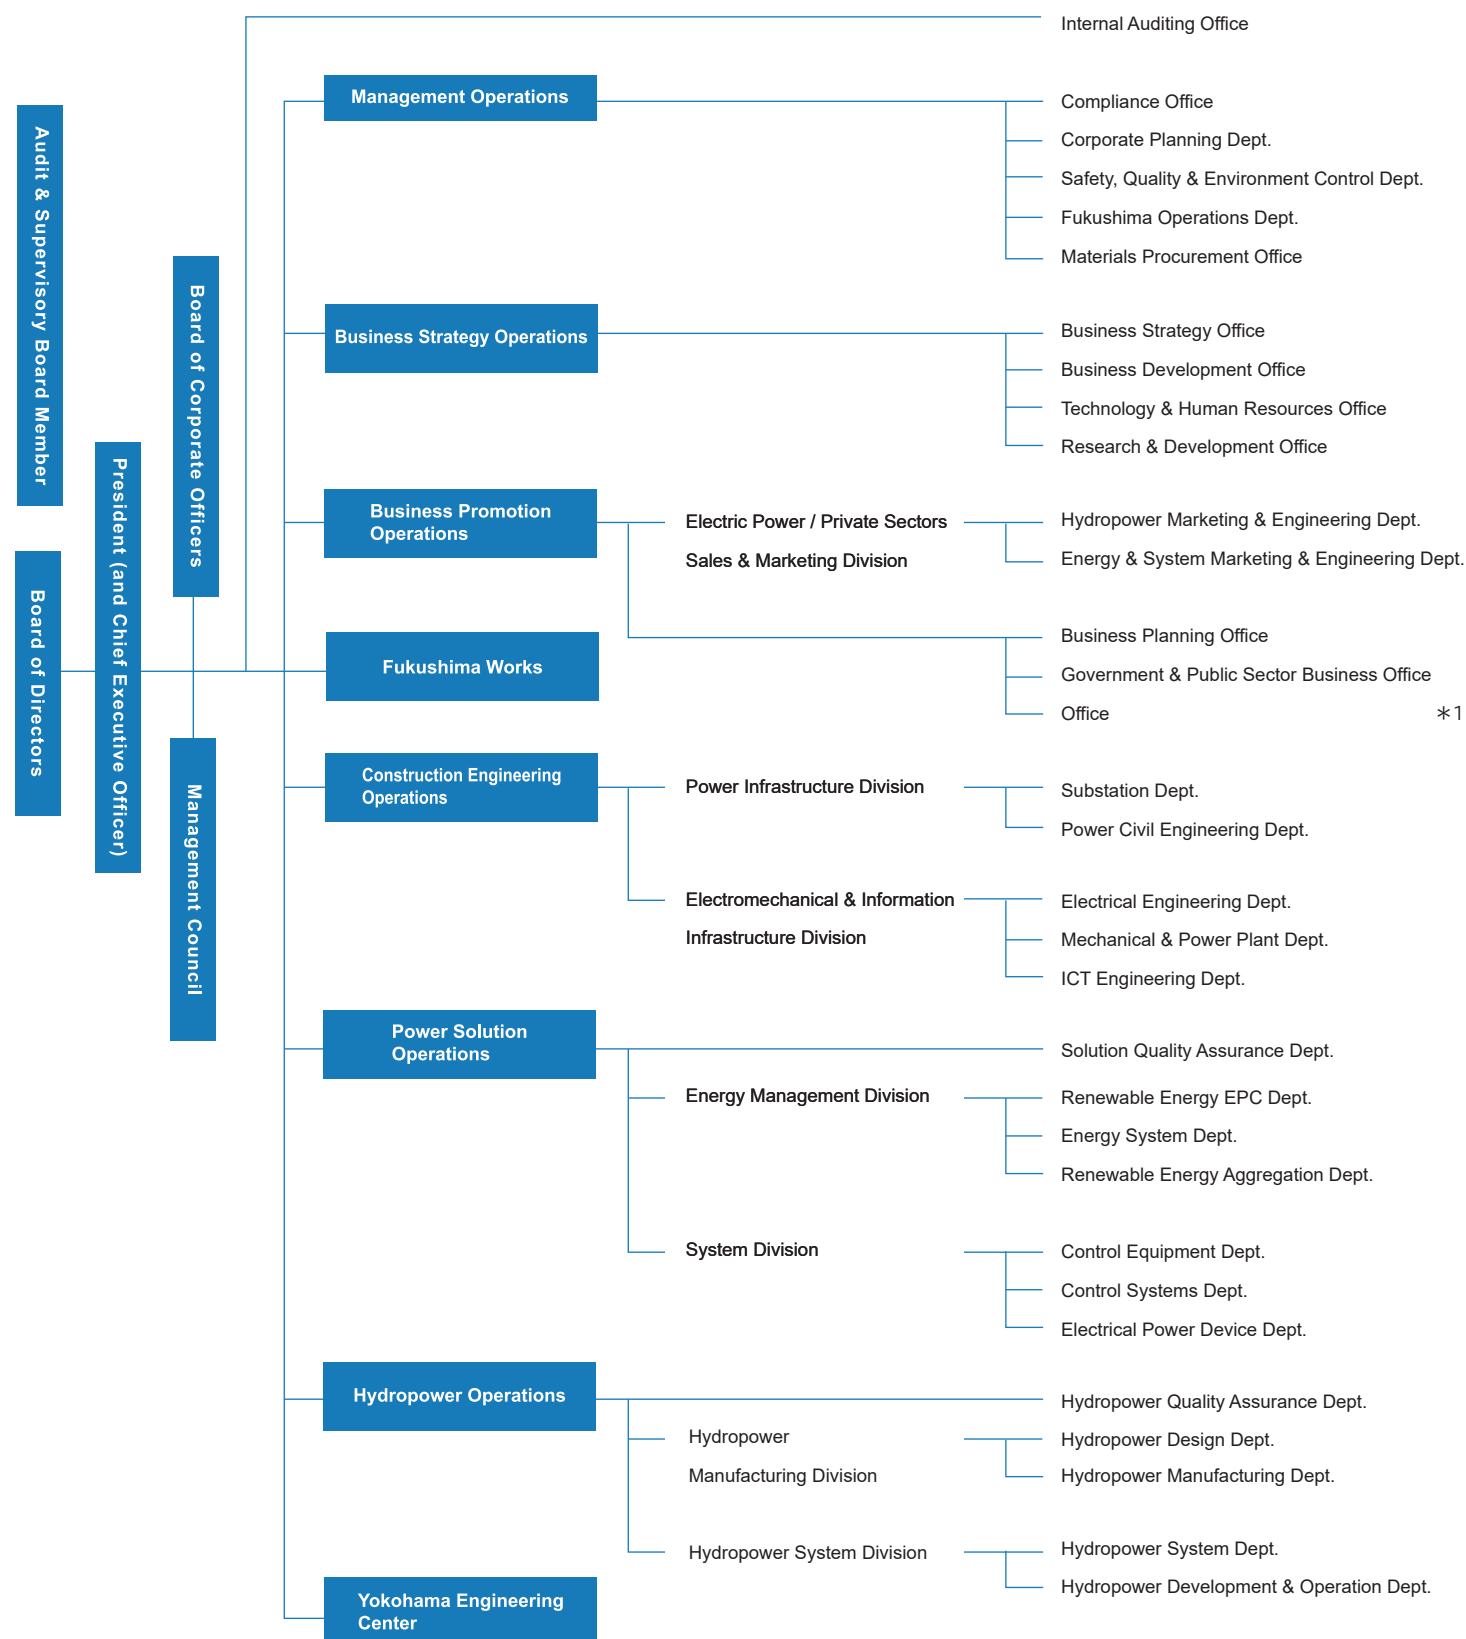 Internal Auditing Office
Audit & Supervisory Board Member
Board of Directors
President (and Chief Executive Officer)
Board of Corporate Officers
Management Council
Management Operations
Compliance Office
Corporate Planning Dept.
Safety, Quality & Environment Control Dept.
Fukushima Operations Dept.
Materials Procurement Office
Business Strategy Operations
Business Strategy Office
Business Development Office
Technology & Human Resources Office
Research & Development Office
Business Promotion
Operations
Electric Power / Private Sectors
Sales & Marketing Division
Hydropower Marketing & Engineering Dept.
Energy & System Marketing & Engineering Dept.
Business Planning Office
Government & Public Sector Business Office
Office *1
Fukushima Works
Construction Engineering
Operations
Power Infrastructure Division
Substation Dept.
Power Civil Engineering Dept.
Electromechanical & Information
Infrastructure Division
Electrical Engineering Dept.
Mechanical & Power Plant Dept.
ICT Engineering Dept.
Power Solution
Operations
Solution Quality Assurance Dept.
Energy Management Division
Renewable Energy EPC Dept.
Energy System Dept.
Renewable Energy Aggregation Dept.
System Division
Control Equipment Dept.
Control Systems Dept.
Electrical Power Device Dept.
Hydropower Operations
Hydropower Quality Assurance Dept.
Hydropower
Manufacturing Division
Hydropower Design Dept.
Hydropower Manufacturing Dept.
Hydropower System Division
Hydropower System Dept.
Hydropower Development & Operation Dept.
Yokohama Engineering
Center